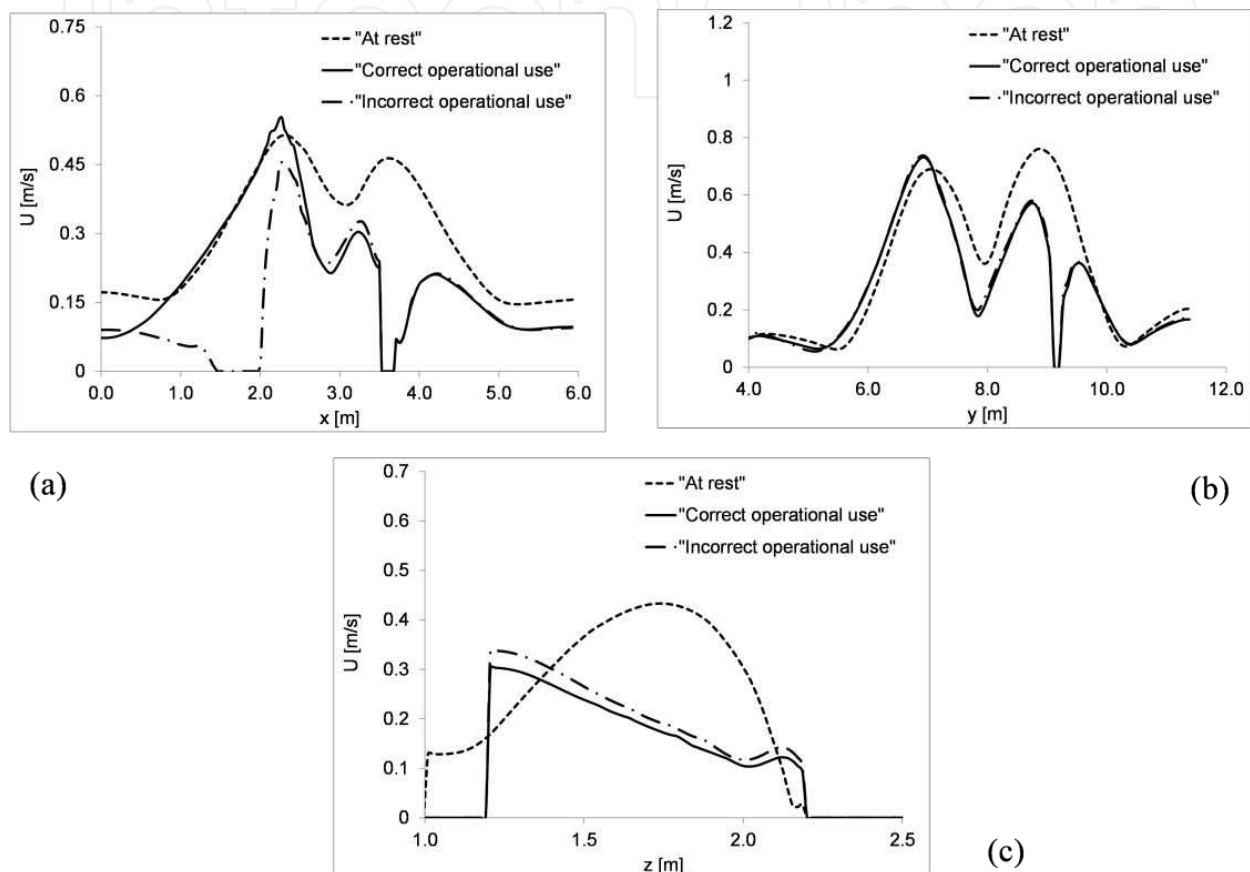 0.75
0.6
0.45
0.3
0.15
0
U [m/s]
"At rest"
"Correct operational use"
"Incorrect operational use"
0.0 1.0 2.0 3.0 4.0 5.0 6.0
x [m]
(a)
1.2
1
0.8
0.6
0.4
0.2
0
U [m/s]
"At rest"
"Correct operational use"
"Incorrect operational use"
4.0 6.0 8.0 10.0 12.0
y [m]
(b)
0.7
0.6
0.5
0.4
0.3
0.2
0.1
0
U [m/s]
"At rest"
"Correct operational use"
"Incorrect operational use"
1.0 1.5 2.0 2.5
z [m]
(c)